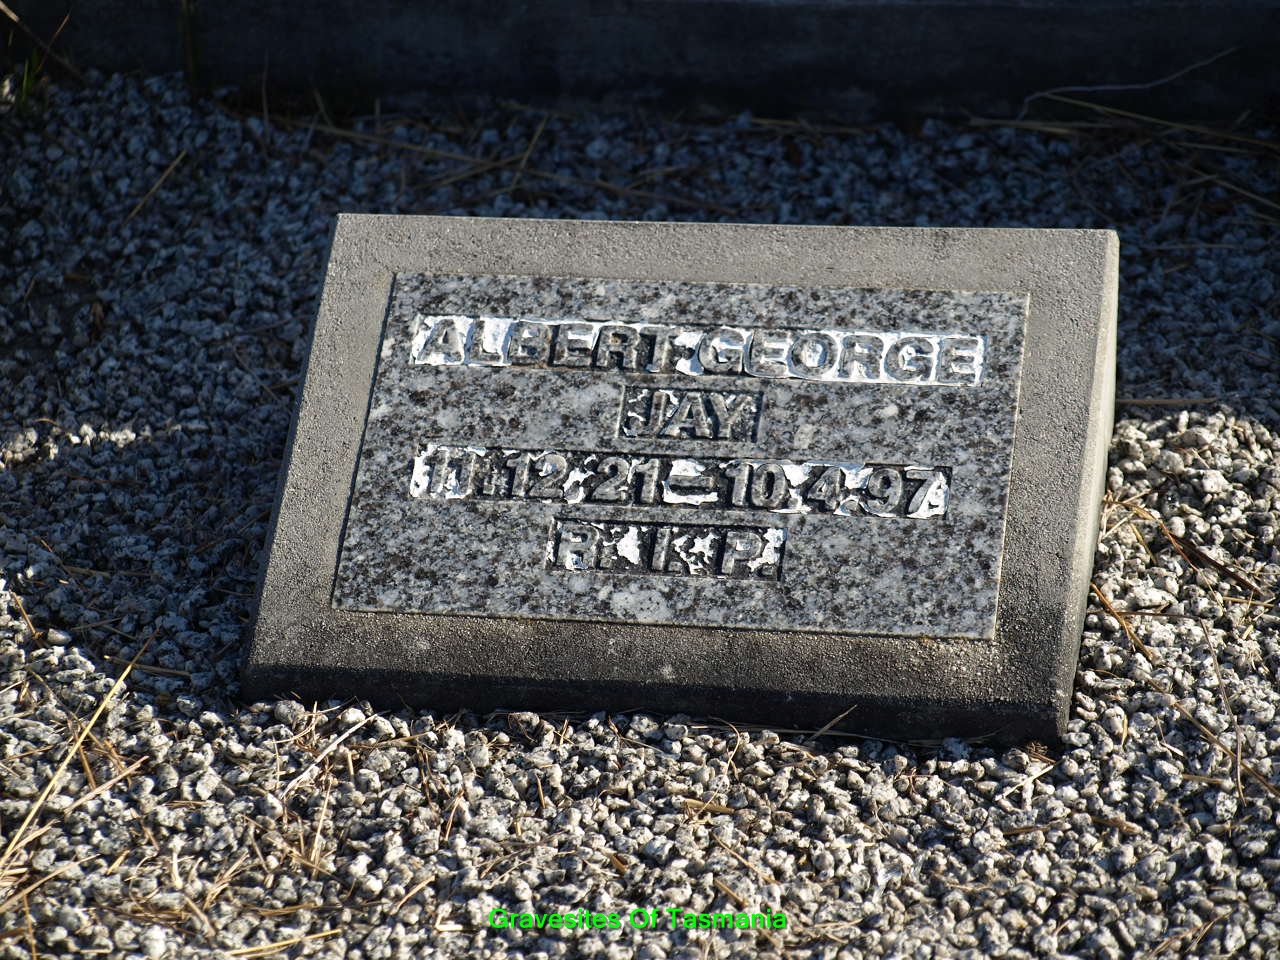 ALBERT GEORGE
JAY
11.12.21 - 10.4.97
R. I. P.
Gravesites Of Tasmania